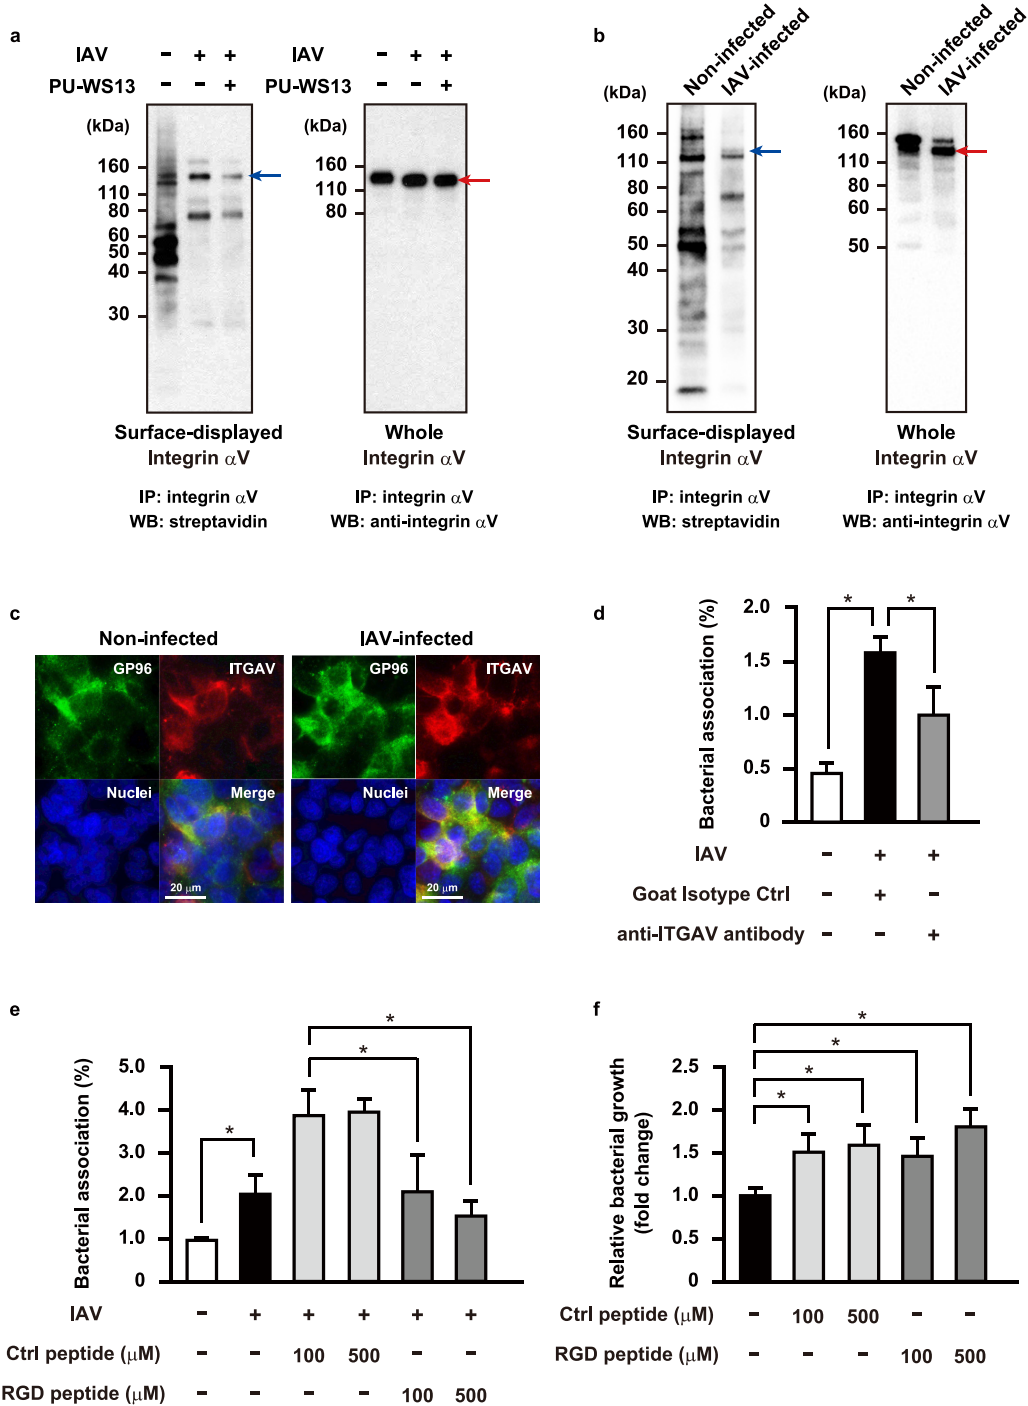 a
IAV − + +
PU-WS13 − − +
(kDa)
160
110
80
60
50
40
30
Surface-displayed
Integrin αV
IP: integrin αV
WB: streptavidin
IAV − + +
PU-WS13 − − +
(kDa)
160
110
80
Whole
Integrin αV
IP: integrin αV
WB: anti-integrin αV
b
Non-infected
IAV-infected
(kDa)
160
110
80
60
50
40
30
20
Surface-displayed
Integrin αV
IP: integrin αV
WB: streptavidin
Non-infected
IAV-infected
(kDa)
160
110
80
60
50
Whole
Integrin αV
IP: integrin αV
WB: anti-integrin αV
c
Non-infected
GP96 ITGAV
Nuclei Merge
20 μm
IAV-infected
GP96 ITGAV
Nuclei Merge
20 μm
d
Bacterial association (%)
2.0
1.5
1.0
0.5
0
* *
IAV − + +
Goat Isotype Ctrl − + −
anti-ITGAV antibody − − +
e
Bacterial association (%)
5.0
4.0
3.0
2.0
1.0
0
*
*
*
IAV − + + + + +
Ctrl peptide (μM) − − 100 500 − −
RGD peptide (μM) − − − − 100 500
f
Relative bacterial growth
(fold change)
2.5
2.0
1.5
1.0
0.5
0
*
*
*
*
Ctrl peptide (μM) − 100 500 − −
RGD peptide (μM) − − − 100 500